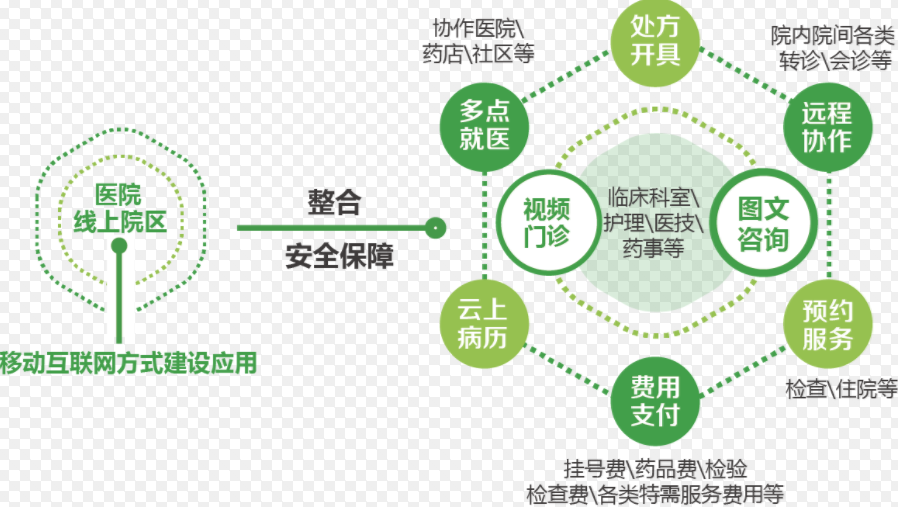 医院
线上院区
移动互联网方式建设应用
整合
安全保障
协作医院\
药店\社区等
处方
开具
院内院间各类
转诊\会诊等
多点
就医
远程
协作
视频
门诊
临床科室\
护理\医技\
药事等
图文
咨询
云上
病历
预约
服务
检查\住院等
费用
支付
挂号费\药品费\检验
检查费\各类特需服务费用等